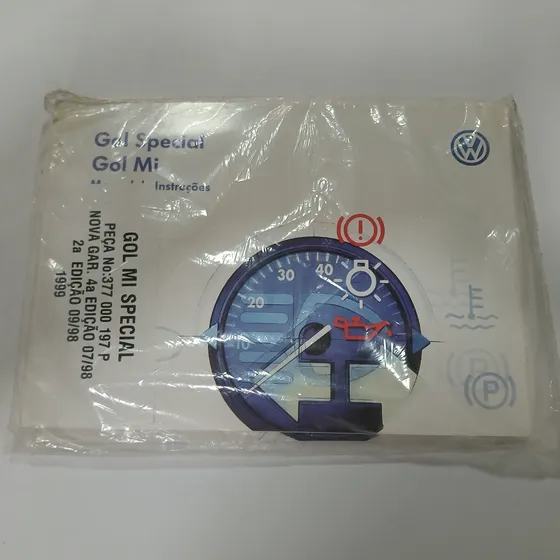 Gol Special
Gol Mi
Instruções
GOL MI SPECIAL
PEÇA No:377 000 197 P
NOVA GAR. 4a EDIÇÃO 07/98
2a EDIÇÃO 09/98
1999
10
20
30
40
P